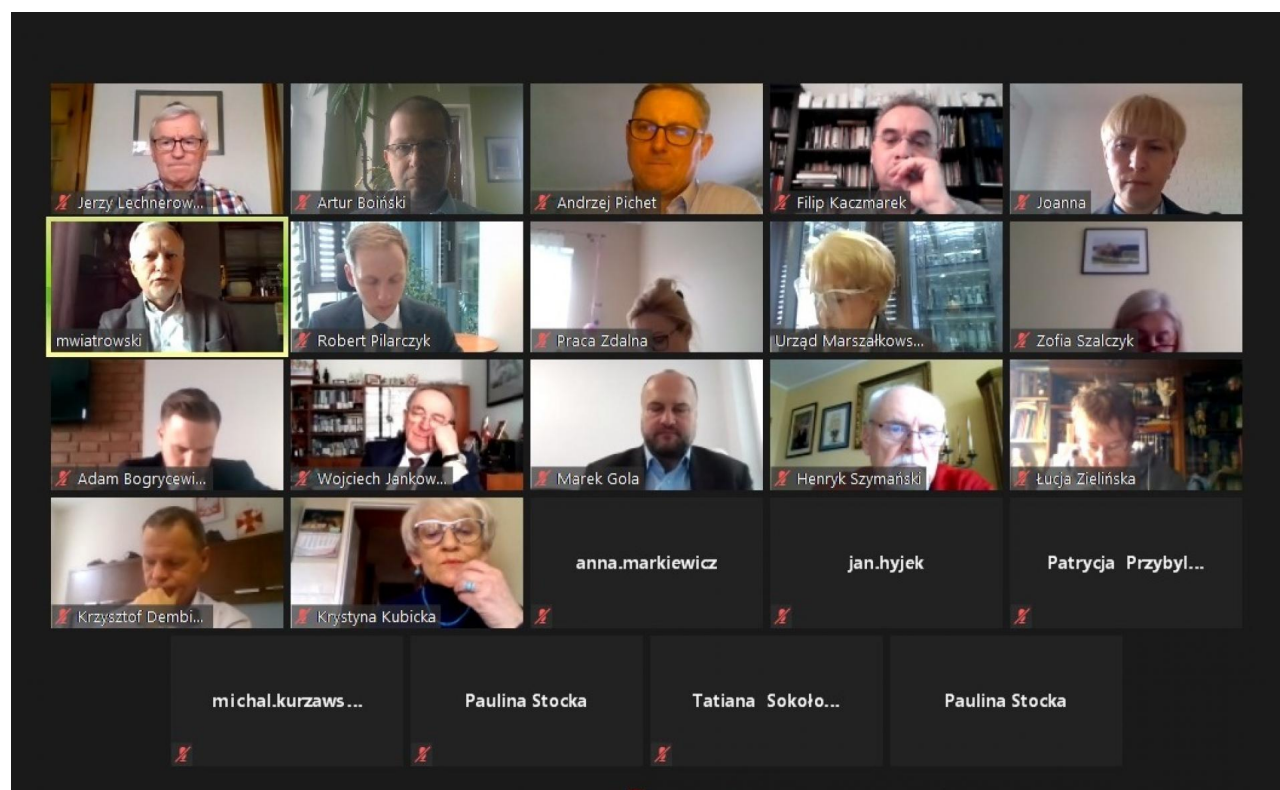 Jerzy Lechnerow...
Artur Boiński
Andrzej Pichet
Filip Kaczmarek
Joanna
mwiatrowski
Robert Pilarczyk
Praca Zdalna
Urząd Marszałkows...
Zofia Szalczyk
Adam Bogrycewi...
Wojciech Jankow...
Marek Gola
Henryk Szymański
Łucja Zielińska
Krzysztof Dembi...
Krystyna Kubicka
anna.markiewicz
jan.hyjek
Patrycja Przybyl...
michal.kurzaws...
Paulina Stocka
Tatiana Sokoło...
Paulina Stocka